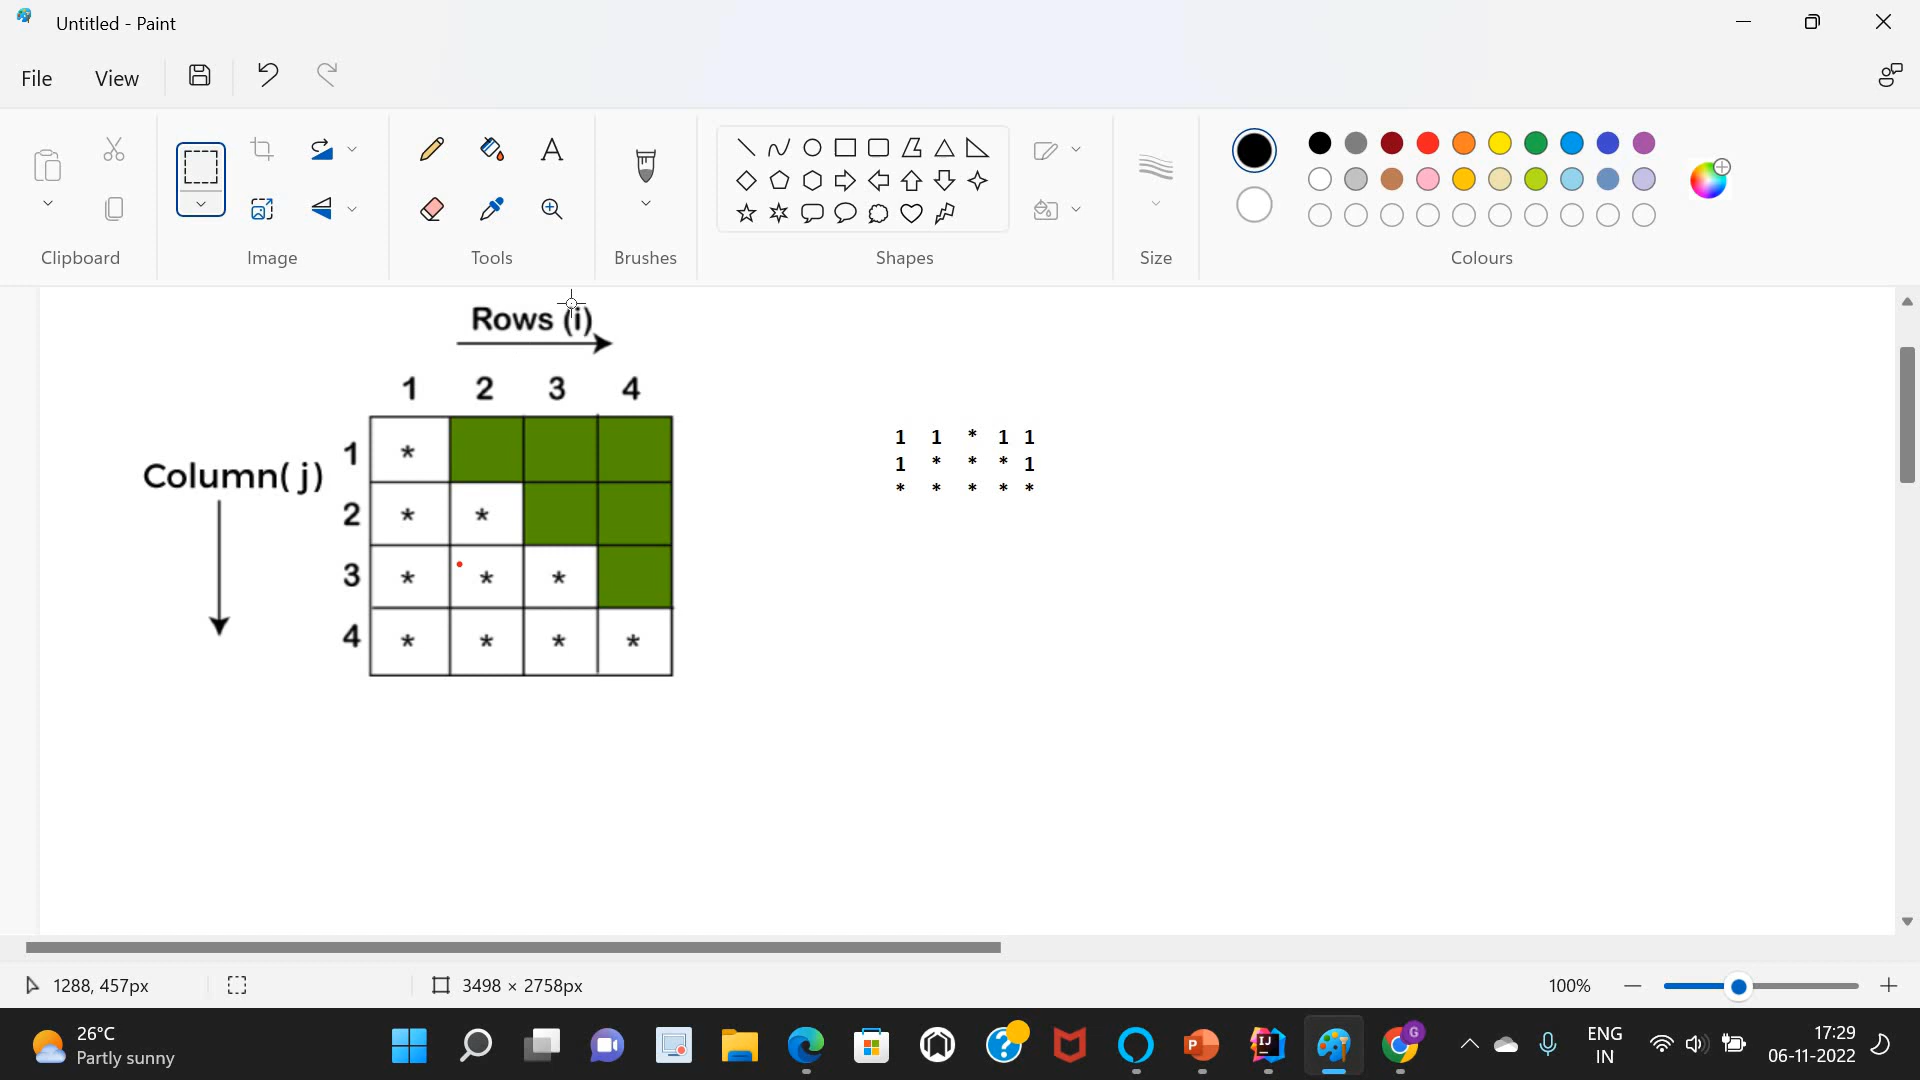 Untitled - Paint
File View
Clipboard Image Tools Brushes Shapes Size Colours
Rows (i)
1 2 3 4
Column( j)
1 *
2 * *
3 * * *
4 * * * *
1 1 * 1 1
1 * * * 1
* * * * *
1288, 457px
3498 × 2758px
100%
26°C
Partly sunny
IJ
P
G
ENG
IN
17:29
06-11-2022